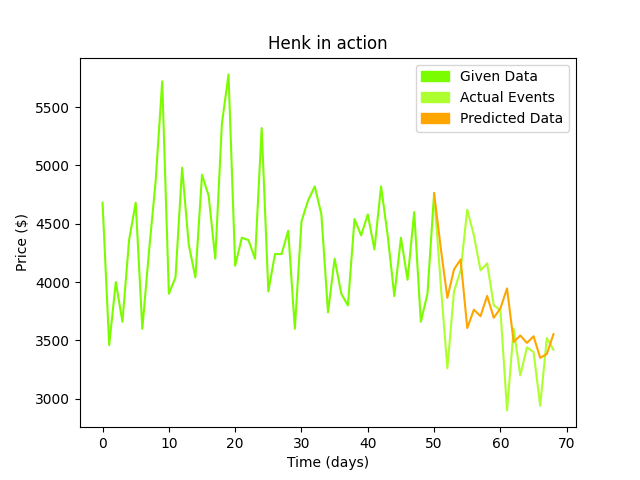 Henk in action
Given Data
Actual Events
Predicted Data
Price ($)
5500
5000
4500
4000
3500
3000
0 10 20 30 40 50 60 70
Time (days)